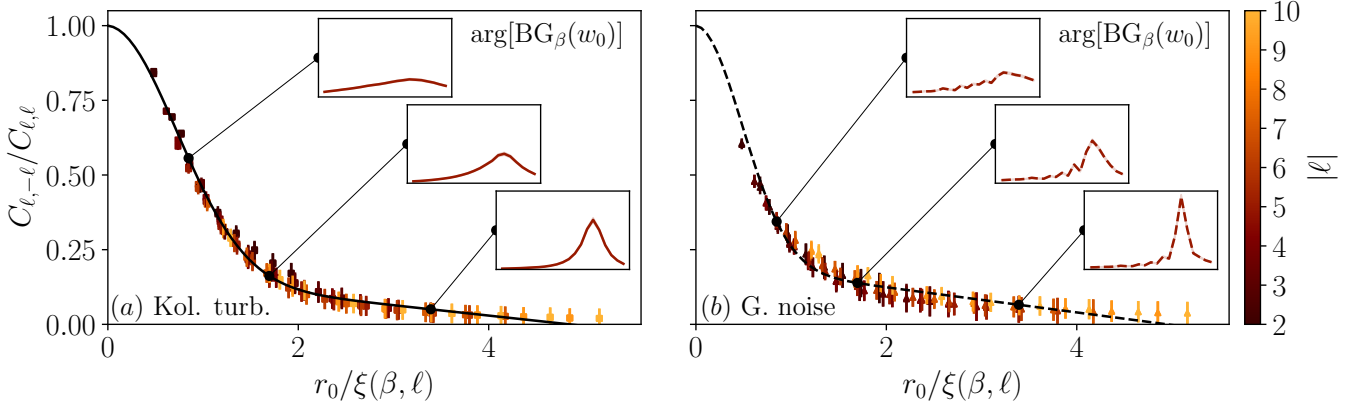 C_{ℓ,−ℓ}/C_{ℓ,ℓ}
1.00
0.75
0.50
0.25
0.00
arg[BG_β(w_0)]
(a) Kol. turb.
0
2
4
r_0/ξ(β, ℓ)
arg[BG_β(w_0)]
(b) G. noise
0
2
4
r_0/ξ(β, ℓ)
10
9
8
7
6
5
4
3
2
|ℓ|